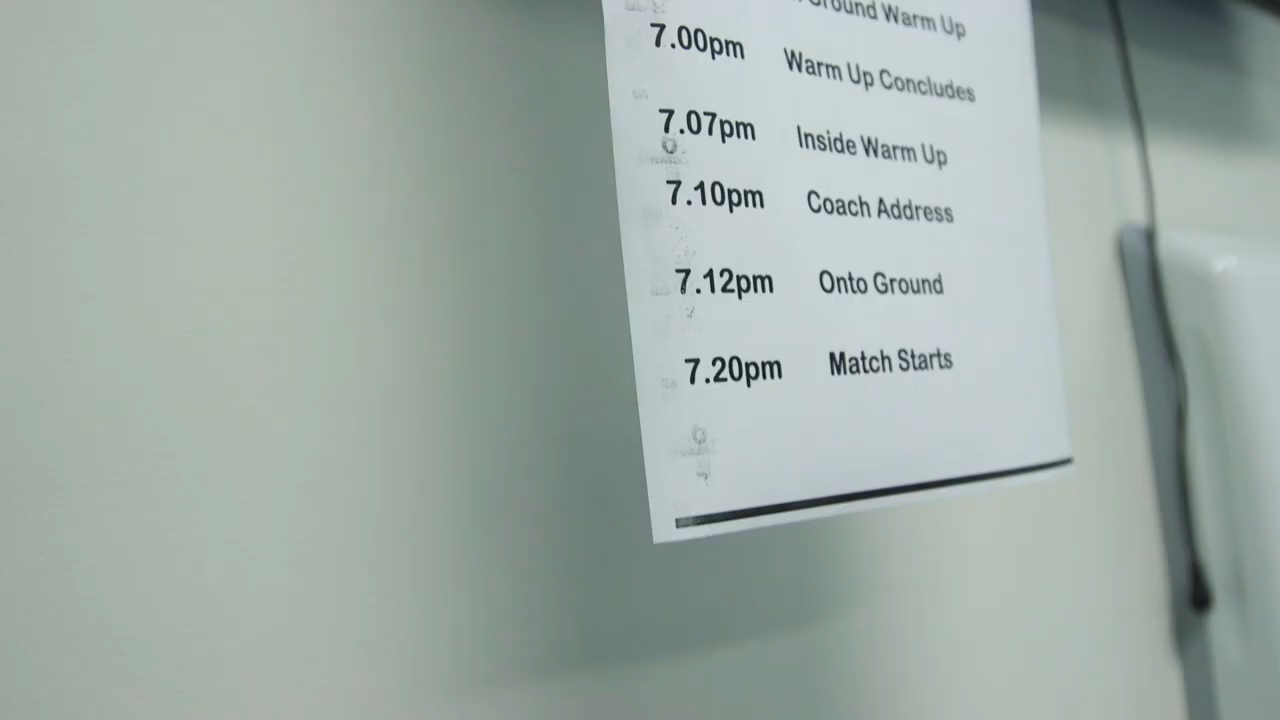 Ground Warm Up
7.00pm Warm Up Concludes
7.07pm Inside Warm Up
7.10pm Coach Address
7.12pm Onto Ground
7.20pm Match Starts